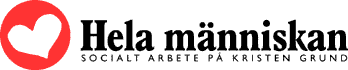 Hela människan
SOCIALT ARBETE PÅ KRISTEN GRUND